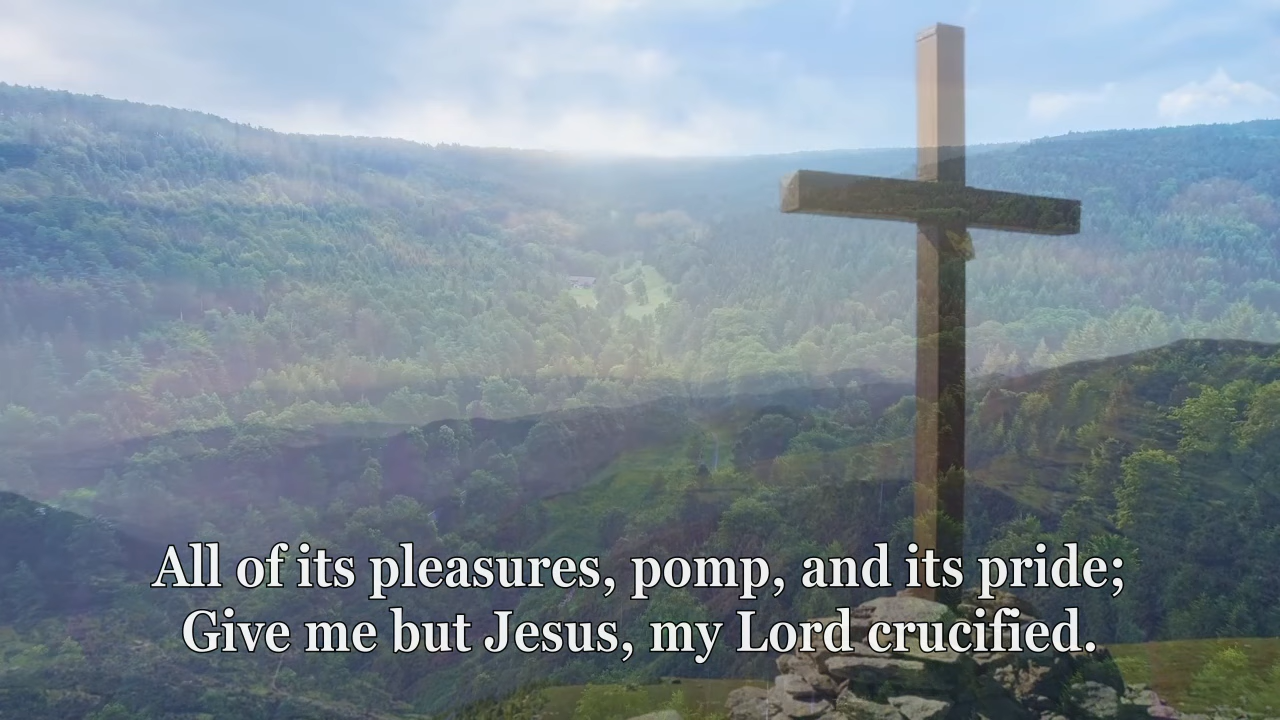 All of its pleasures, pomp, and its pride;
Give me but Jesus, my Lord crucified.